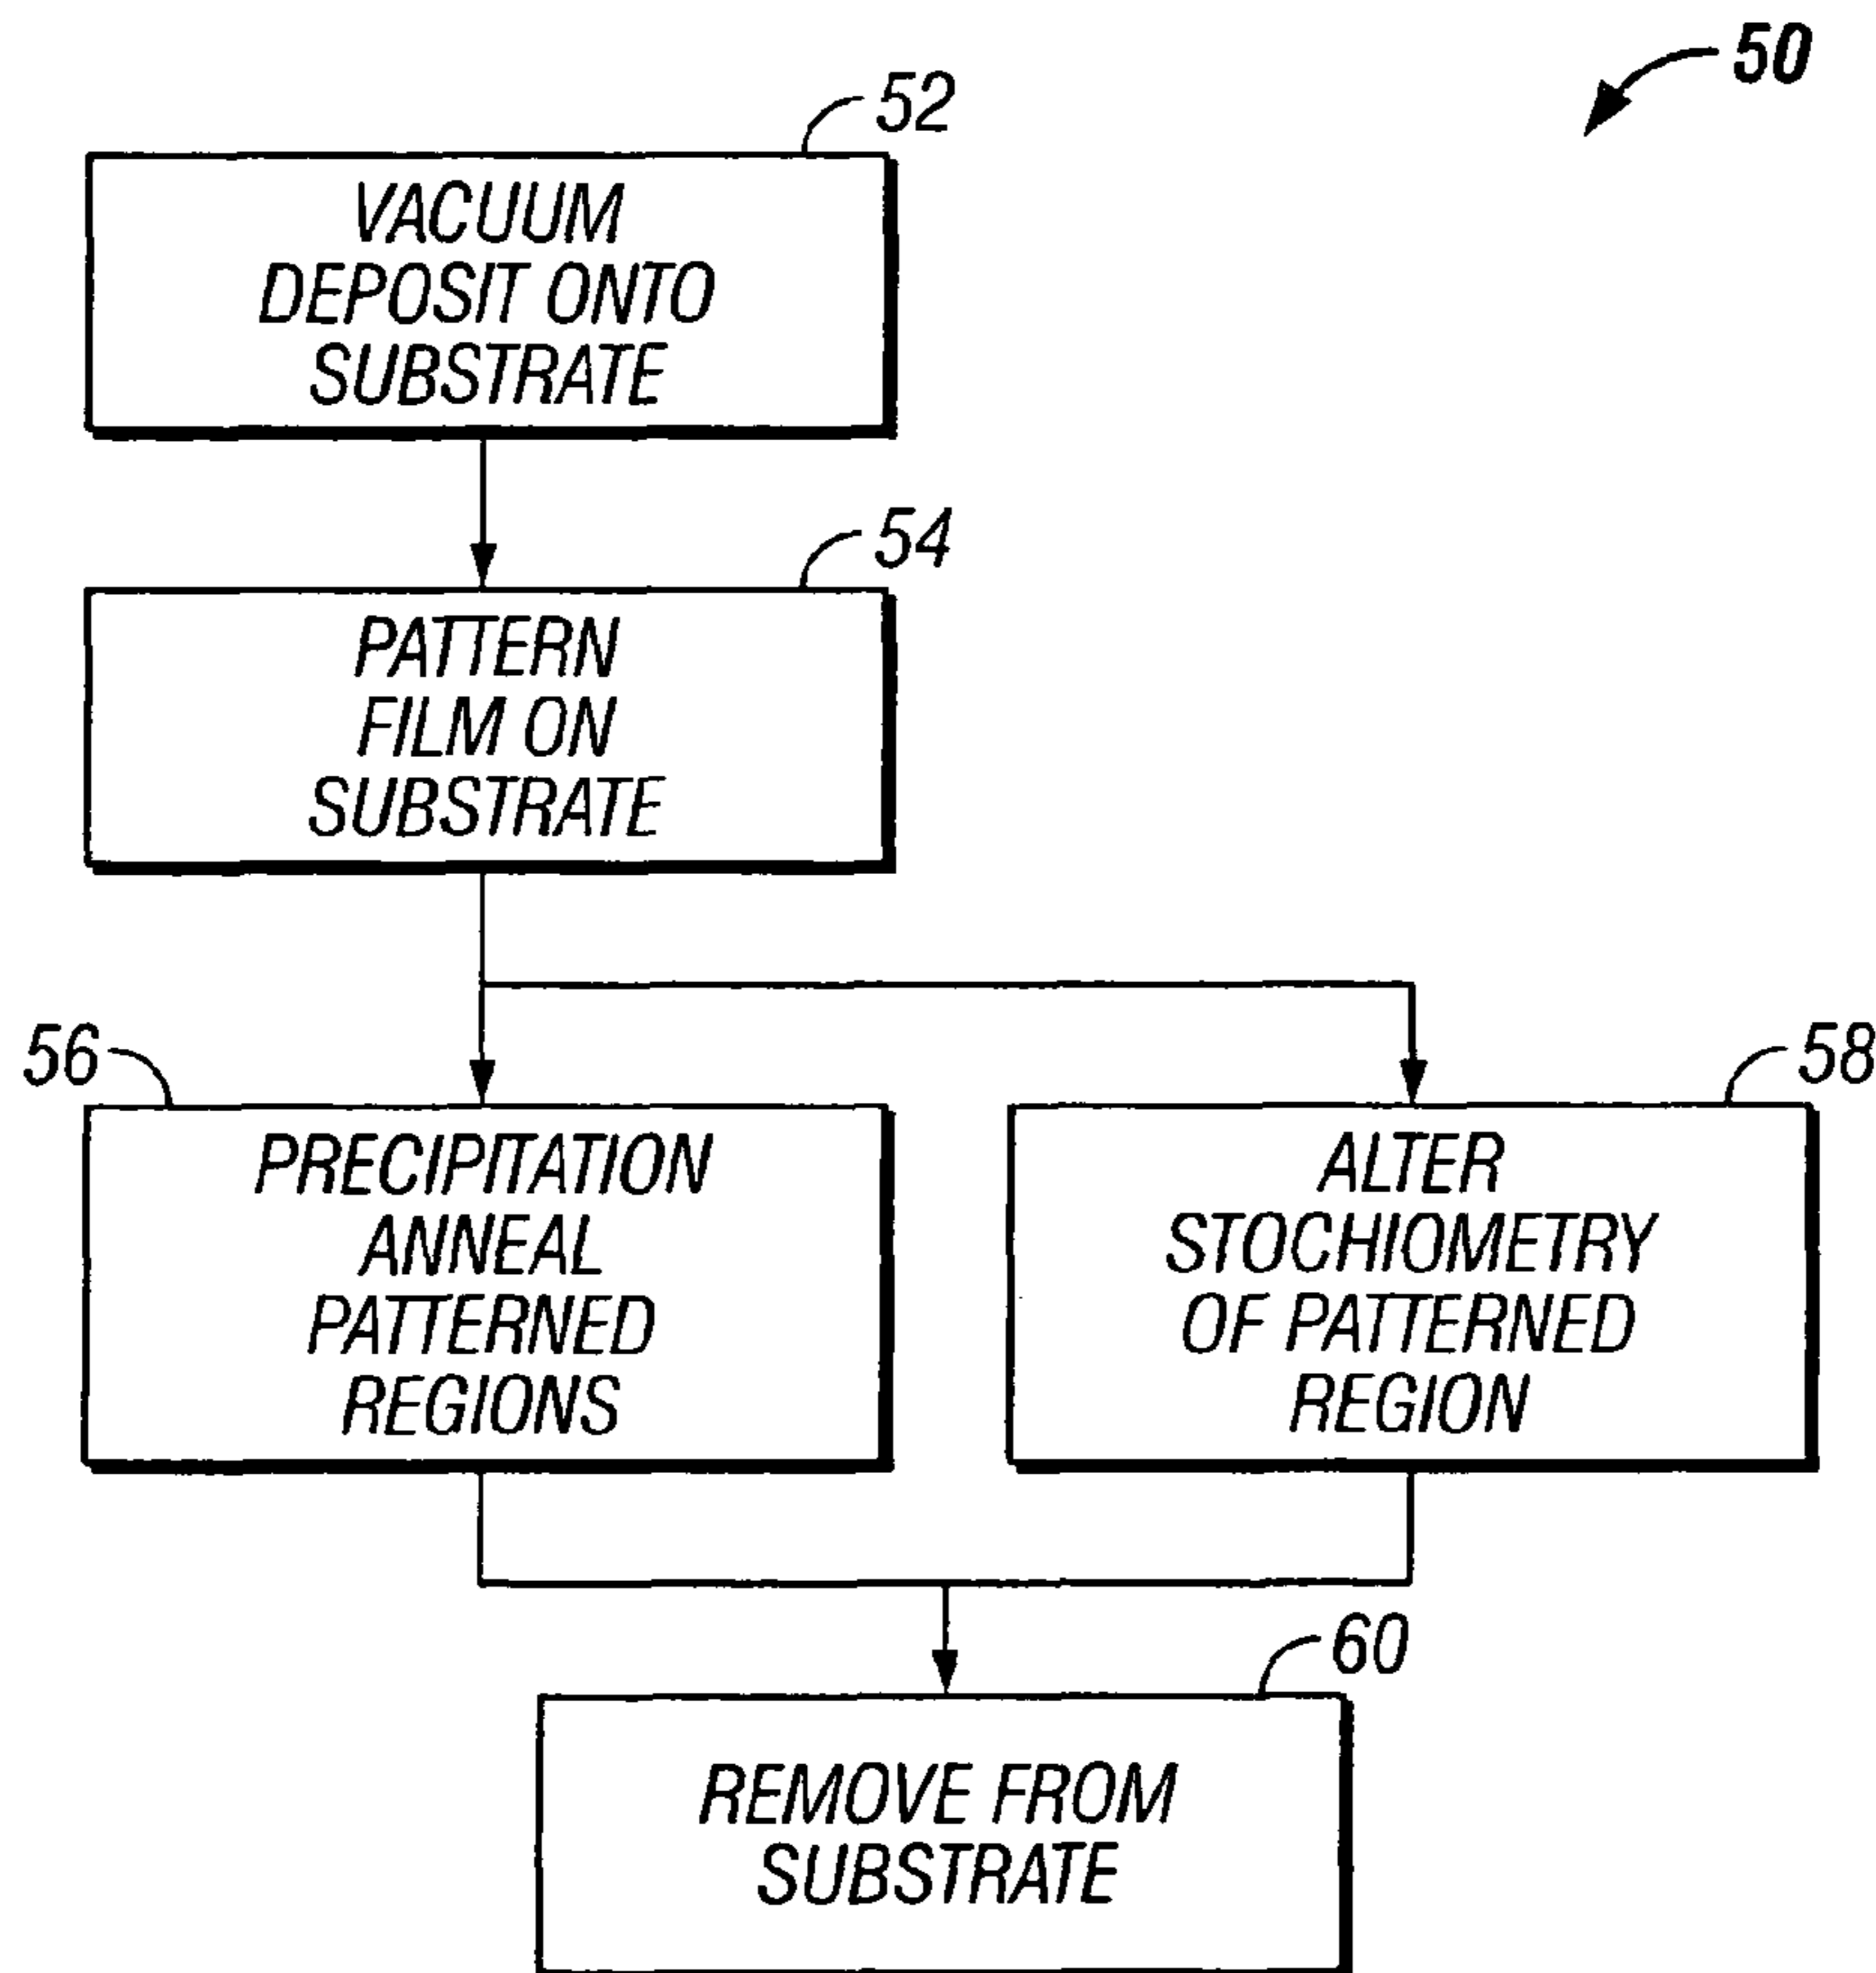 50
52
VACUUM
DEPOSIT ONTO
SUBSTRATE
54
PATTERN
FILM ON
SUBSTRATE
56
PRECIPITATION
ANNEAL
PATTERNED
REGIONS
58
ALTER
STOCHIOMETRY
OF PATTERNED
REGION
60
REMOVE FROM
SUBSTRATE